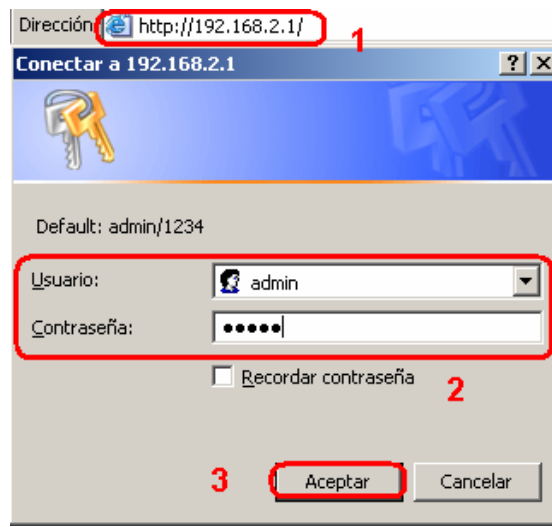 Dirección http://192.168.2.1/ 1
Conectar a 192.168.2.1
Default: admin/1234
Usuario: admin
Contraseña: •••••
Recordar contraseña 2
3 Aceptar Cancelar